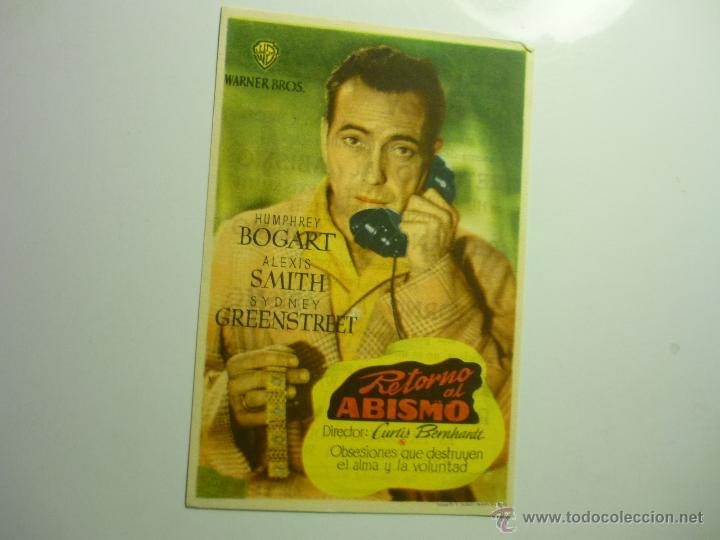 WB
WARNER BROS.
HUMPHREY
BOGART
ALEXIS
SMITH
SYDNEY
GREENSTREET
Retorno
al
ABISMO
Director: Curtis Bernhardt
Obsesiones que destruyen
el alma y la voluntad
© www.todocoleccion.net